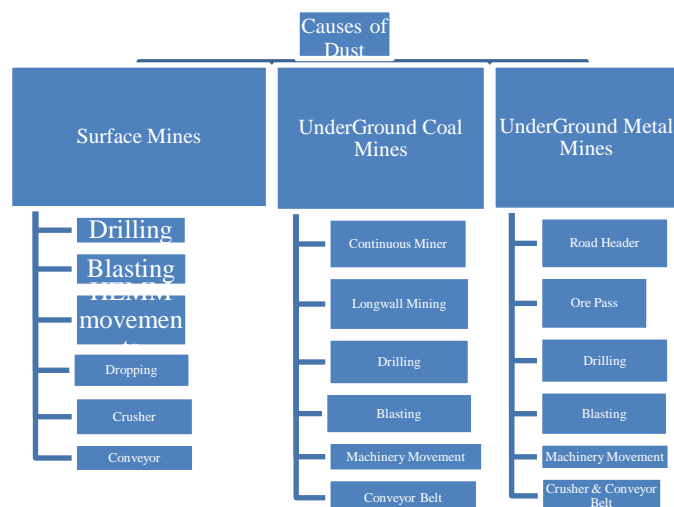 Causes of
Dust
Surface Mines
Drilling
Blasting
HEMM
movemen
Dropping
Crusher
Conveyor
UnderGround Coal
Mines
Continuous Miner
Longwall Mining
Drilling
Blasting
Machinery Movement
Conveyor Belt
UnderGround Metal
Mines
Road Header
Ore Pass
Drilling
Blasting
Machinery Movement
Crusher & Conveyor
Belt